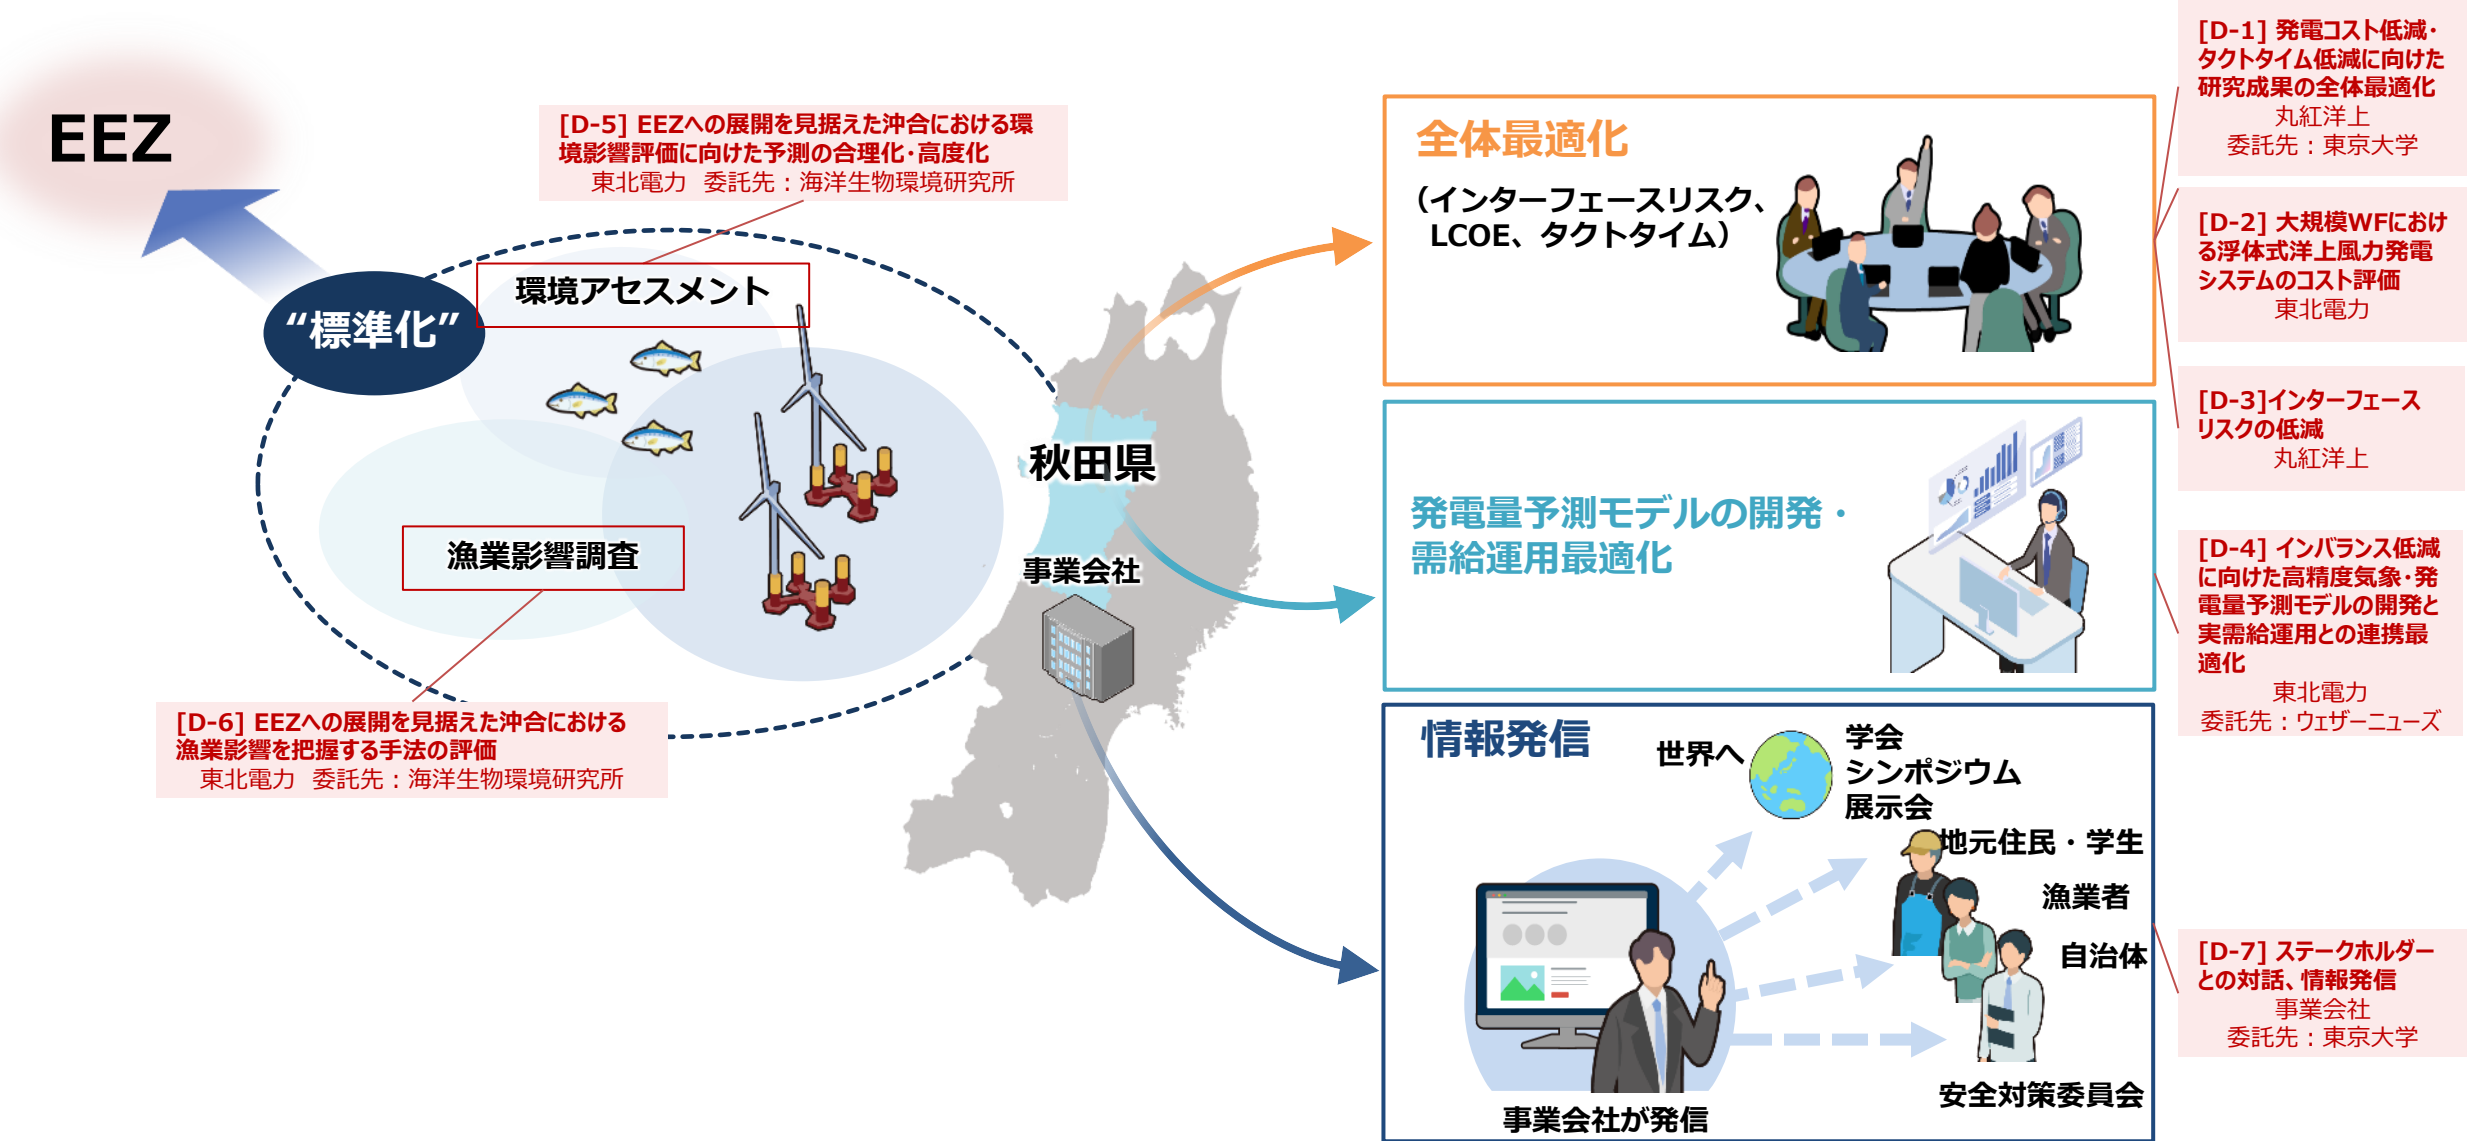 EEZ
[D-5] EEZへの展開を見据えた沖合における環
境影響評価に向けた予測の合理化・高度化
東北電力 委託先：海洋生物環境研究所
“標準化”
環境アセスメント
漁業影響調査
[D-6] EEZへの展開を見据えた沖合における
漁業影響を把握する手法の評価
東北電力 委託先：海洋生物環境研究所
秋田県
事業会社
全体最適化
（インターフェースリスク、
LCOE、タクトタイム）
発電量予測モデルの開発・
需給運用最適化
情報発信
世界へ
学会
シンポジウム
展示会
地元住民・学生
漁業者
自治体
安全対策委員会
事業会社が発信
[D-1] 発電コスト低減・
タクトタイム低減に向けた
研究成果の全体最適化
丸紅洋上
委託先：東京大学
[D-2] 大規模WFにおけ
る浮体式洋上風力発電
システムのコスト評価
東北電力
[D-3]インターフェース
リスクの低減
丸紅洋上
[D-4] インバランス低減
に向けた高精度気象・発
電量予測モデルの開発と
実需給運用との連携最
適化
東北電力
委託先：ウェザーニューズ
[D-7] ステークホルダー
との対話、情報発信
事業会社
委託先：東京大学